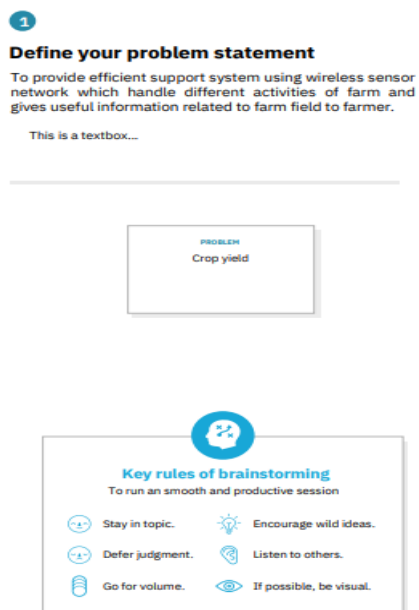 1
Define your problem statement
To provide efficient support system using wireless sensor
network which handle different activities of farm and
gives useful information related to farm field to farmer.
This is a textbox...
PROBLEM
Crop yield
Key rules of brainstorming
To run an smooth and productive session
Stay in topic.
Encourage wild ideas.
Defer judgment.
Listen to others.
Go for volume.
If possible, be visual.